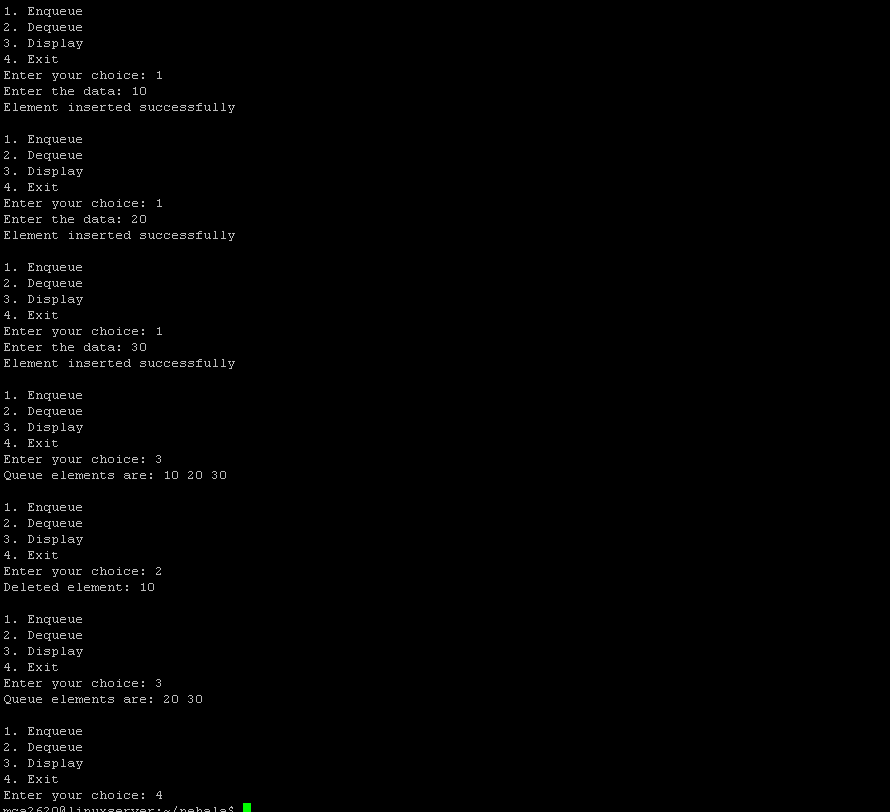 1. Enqueue
2. Dequeue
3. Display
4. Exit
Enter your choice: 1
Enter the data: 10
Element inserted successfully
1. Enqueue
2. Dequeue
3. Display
4. Exit
Enter your choice: 1
Enter the data: 20
Element inserted successfully
1. Enqueue
2. Dequeue
3. Display
4. Exit
Enter your choice: 1
Enter the data: 30
Element inserted successfully
1. Enqueue
2. Dequeue
3. Display
4. Exit
Enter your choice: 3
Queue elements are: 10 20 30
1. Enqueue
2. Dequeue
3. Display
4. Exit
Enter your choice: 2
Deleted element: 10
1. Enqueue
2. Dequeue
3. Display
4. Exit
Enter your choice: 3
Queue elements are: 20 30
1. Enqueue
2. Dequeue
3. Display
4. Exit
Enter your choice: 4
mca2620@linuxserver:~/nehala$